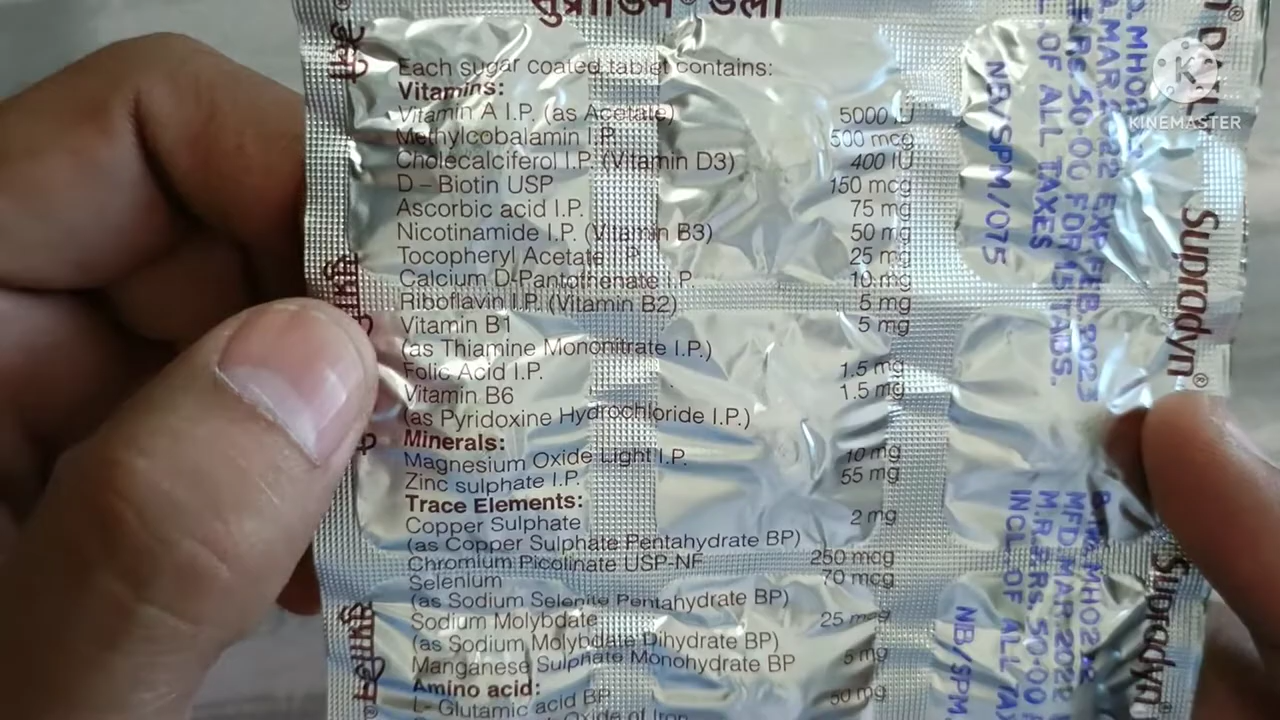 सुप्राडिन® डेली
Each sugar coated tablet contains:
Vitamins:
Vitamin A I.P. (as Acetate) 5000 IU
Methylcobalamin I.P. 500 mcg
Cholecalciferol I.P. (Vitamin D3) 400 IU
D – Biotin USP 150 mcg
Ascorbic acid I.P. 75 mg
Nicotinamide I.P. (Vitamin B3) 50 mg
Tocopheryl Acetate I.P. 25 mg
Calcium D-Pantothenate I.P. 10 mg
Riboflavin I.P. (Vitamin B2) 5 mg
Vitamin B1 5 mg
(as Thiamine Mononitrate I.P.)
Folic Acid I.P. 1.5 mg
Vitamin B6 1.5 mg
(as Pyridoxine Hydrochloride I.P.)
Minerals:
Magnesium Oxide Light I.P. 10 mg
Zinc sulphate I.P. 55 mg
Trace Elements:
Copper Sulphate 2 mg
(as Copper Sulphate Pentahydrate BP)
Chromium Picolinate USP-NF 250 mcg
Selenium 70 mcg
(as Sodium Selenite Pentahydrate BP)
Sodium Molybdate 25 mcg
(as Sodium Molybdate Dihydrate BP)
Manganese Sulphate Monohydrate BP 5 mg
Amino acid:
L- Glutamic acid BP 50 mg
Oxide of Iron
MAR.2022 EXP.FEB.2023
RS.50.00 FOR 15 TABS.
OF ALL TAXES
NB/SPM/075
Supradyn®
MFD.MAR.2022
M.R.P.RS.50.00
INCL.OF ALL TAX
NB/SPM
Supradyn®
KINEMASTER